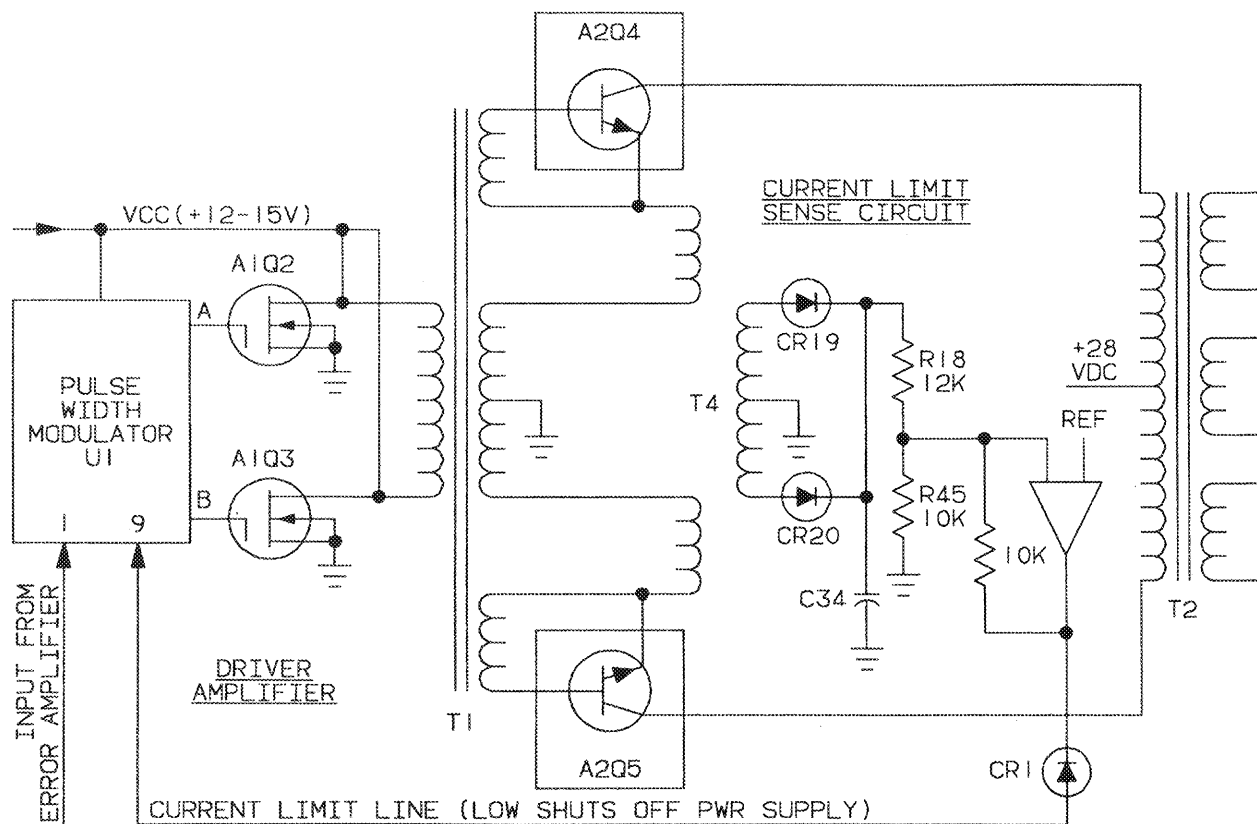 A2Q4
CURRENT LIMIT
SENSE CIRCUIT
VCC(+12-15V)
A1Q2
A
PULSE
WIDTH
MODULATOR
U1
A1Q3
B
1
9
CR19
R18
12K
+28
VDC
T4
REF
R45
10K
CR20
10K
C34
T2
INPUT FROM
ERROR AMPLIFIER
DRIVER
AMPLIFIER
T1
A2Q5
CR1
CURRENT LIMIT LINE (LOW SHUTS OFF PWR SUPPLY)